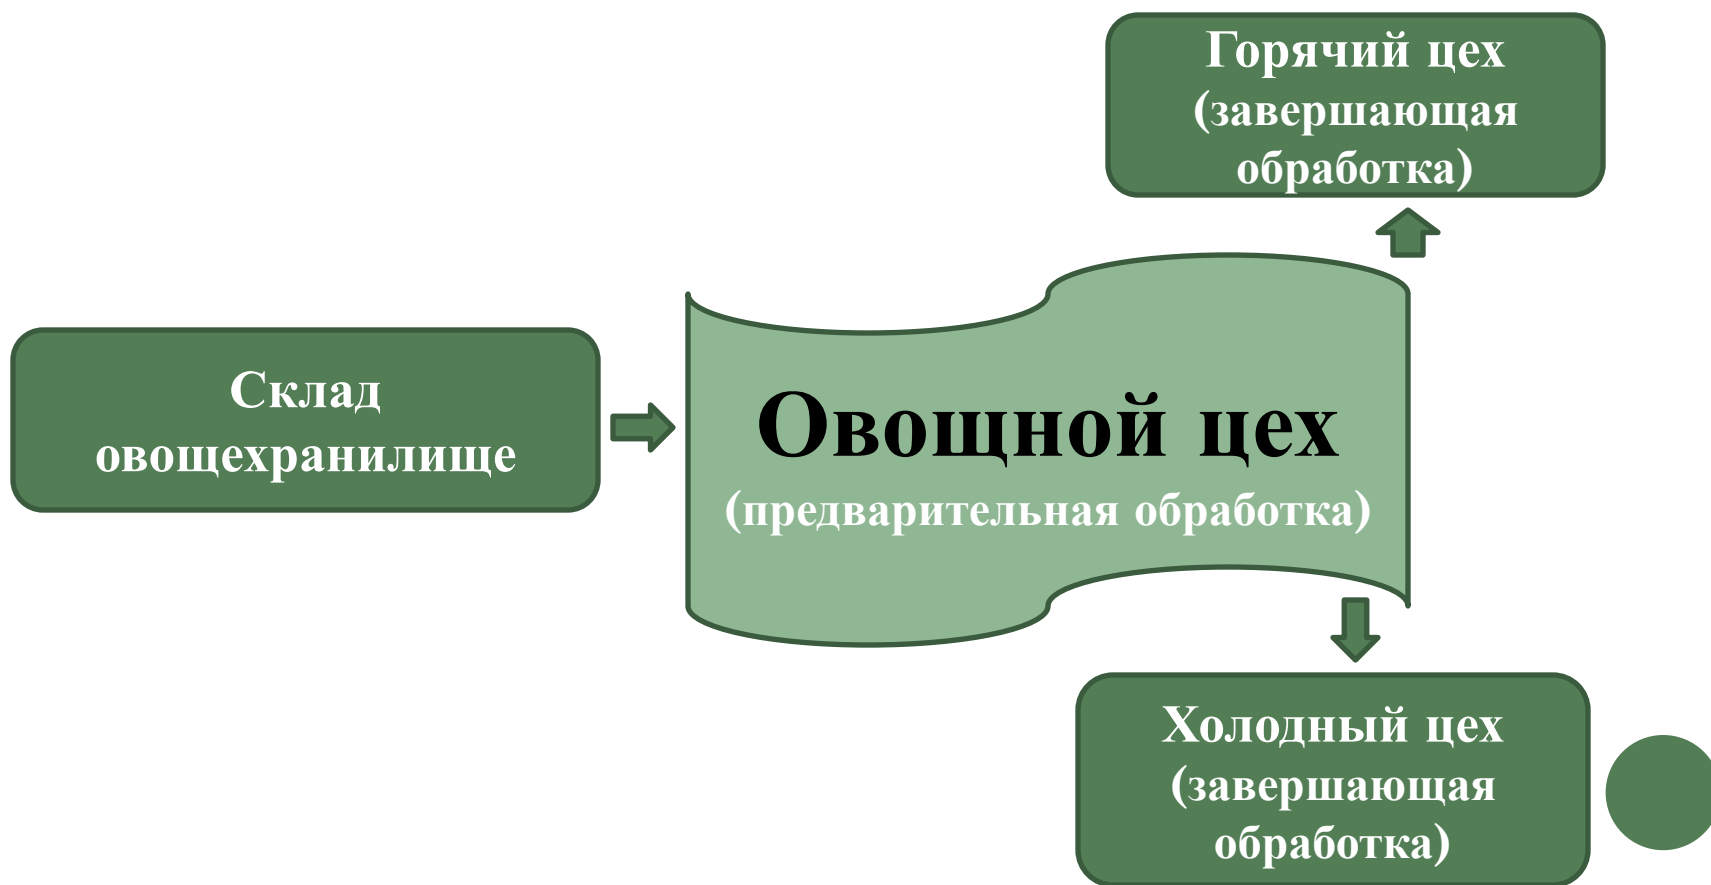 Горячий цех
(завершающая
обработка)
Склад
овощехранилище
Овощной цех
(предварительная обработка)
Холодный цех
(завершающая
обработка)